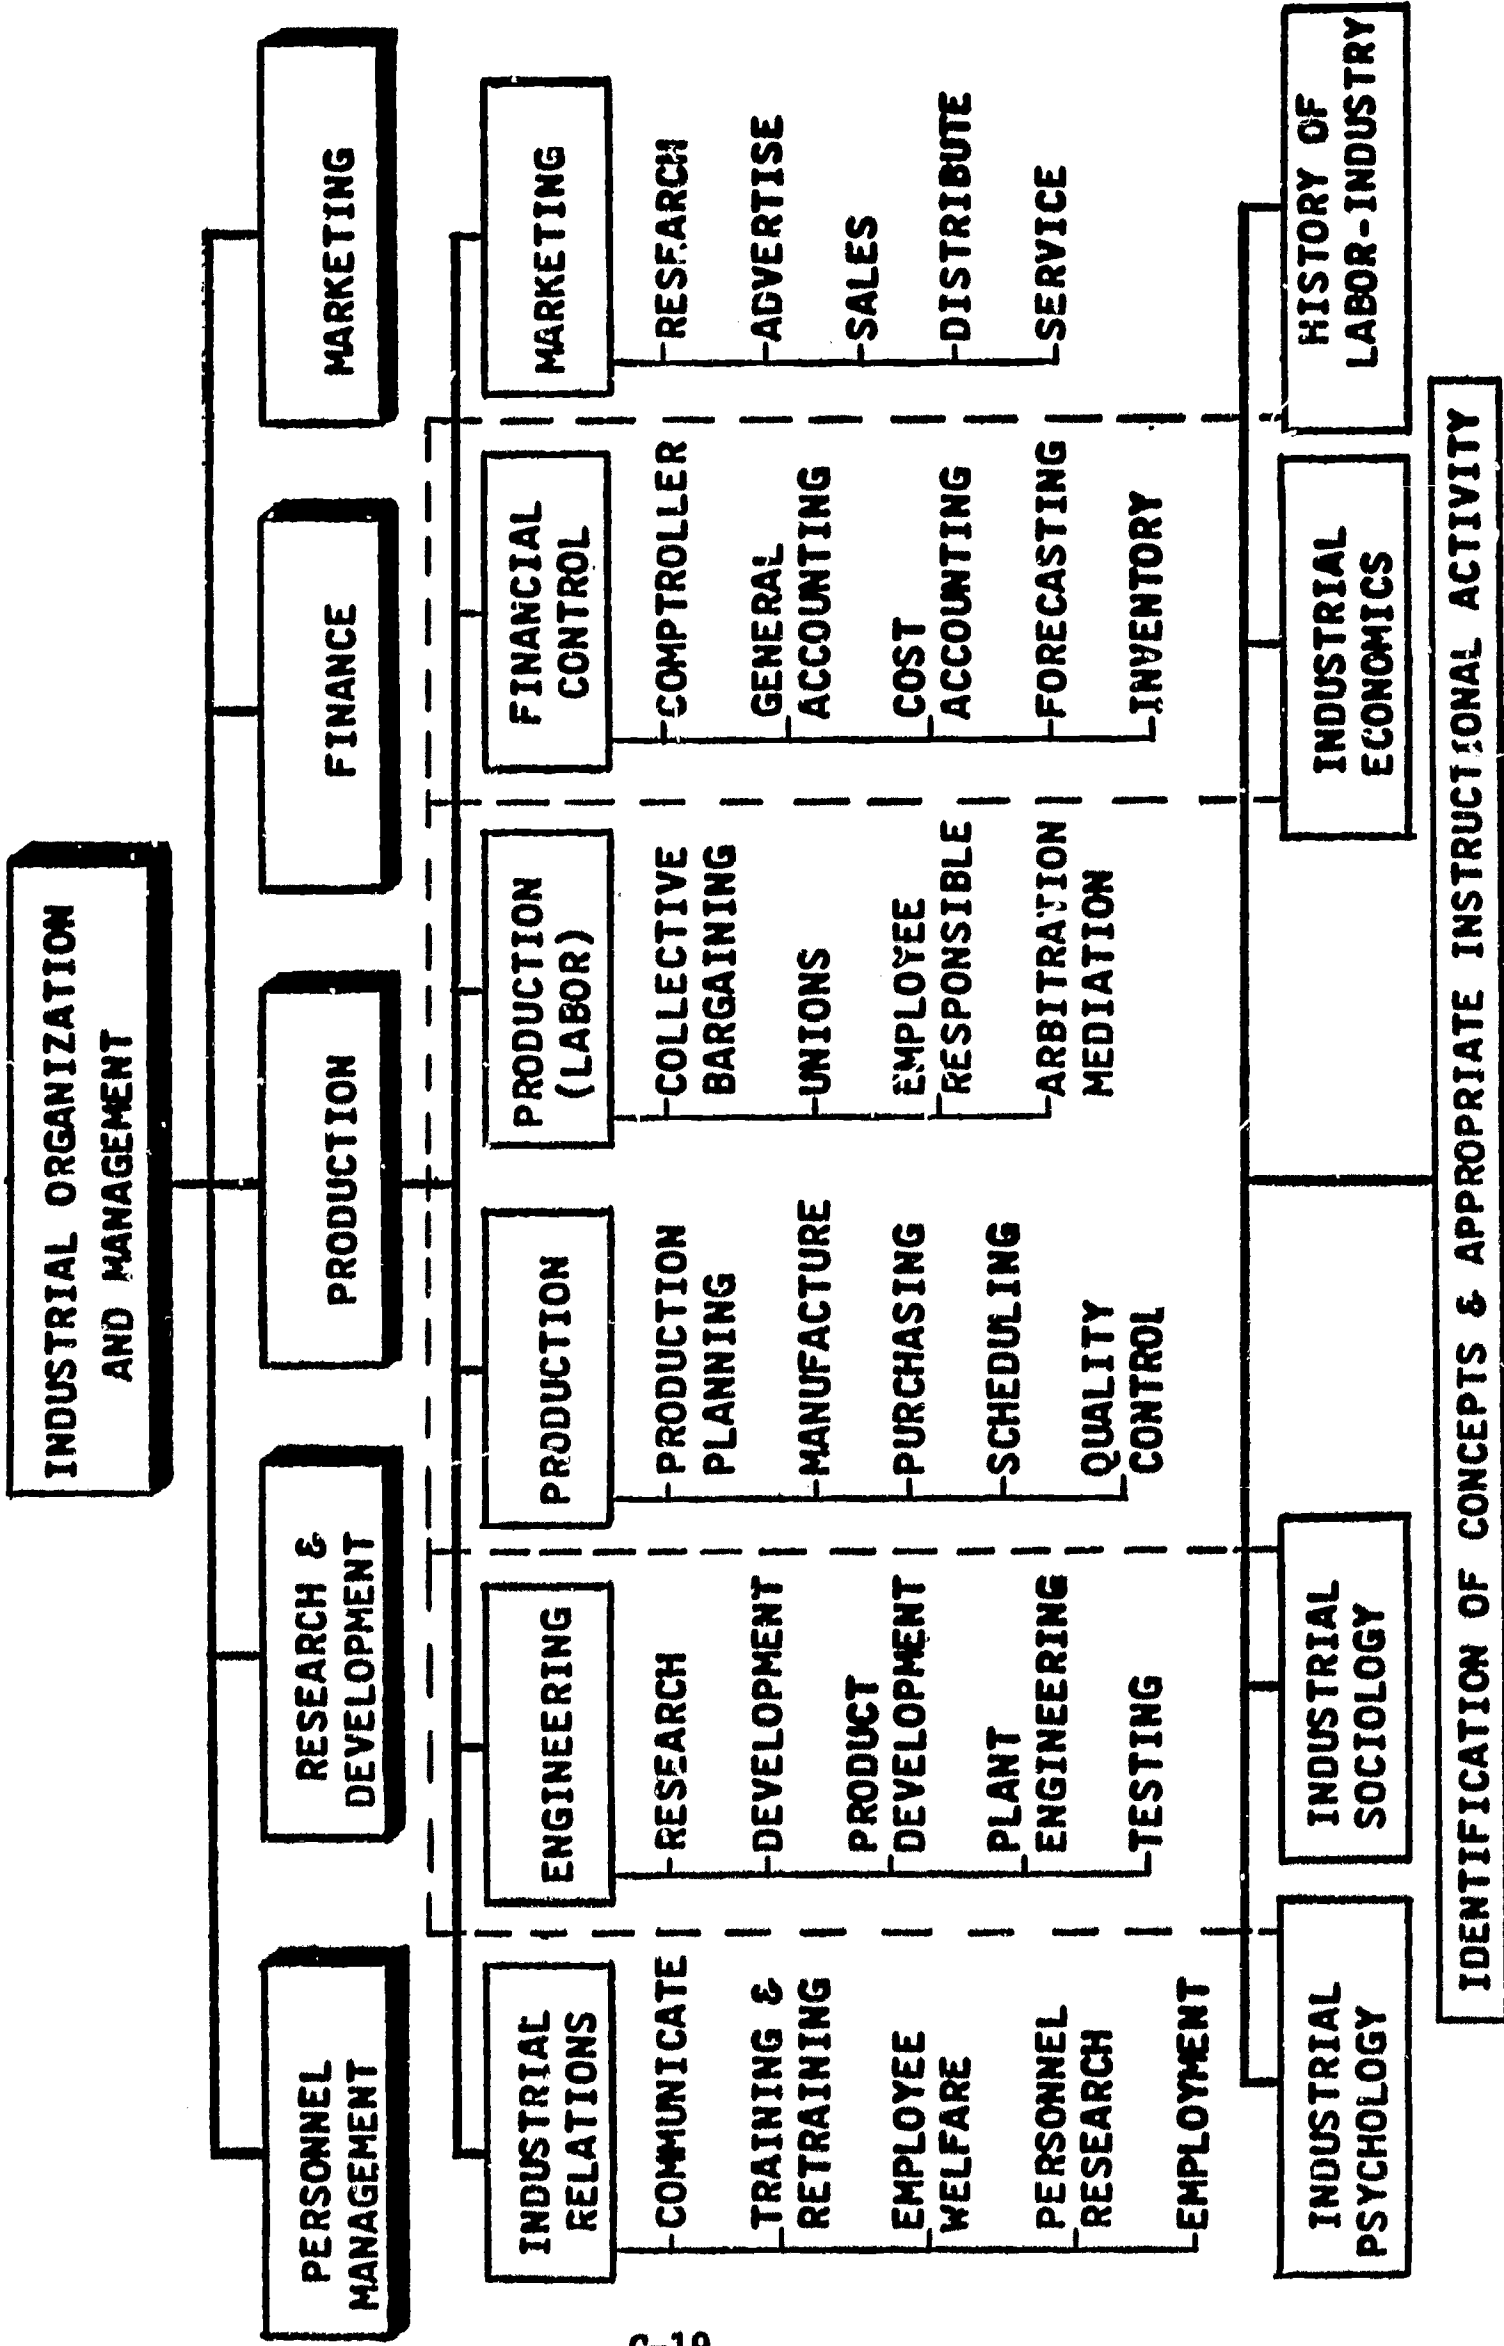 INDUSTRIAL ORGANIZATION
AND MANAGEMENT
PERSONNEL
MANAGEMENT
RESEARCH &
DEVELOPMENT
PRODUCTION
FINANCE
MARKETING
INDUSTRIAL
RELATIONS
COMMUNICATE
TRAINING &
RETRAINING
EMPLOYEE
WELFARE
PERSONNEL
RESEARCH
EMPLOYMENT
ENGINEERING
RESEARCH
DEVELOPMENT
PRODUCT
DEVELOPMENT
PLANT
ENGINEERING
TESTING
PRODUCTION
PRODUCTION
PLANNING
MANUFACTURE
PURCHASING
SCHEDULING
QUALITY
CONTROL
PRODUCTION
(LABOR)
COLLECTIVE
BARGAINING
UNIONS
EMPLOYEE
RESPONSIBLE
ARBITRATION
MEDIATION
FINANCIAL
CONTROL
COMPTROLLER
GENERAL
ACCOUNTING
COST
ACCOUNTING
FORECASTING
INVENTORY
MARKETING
RESEARCH
ADVERTISE
SALES
DISTRIBUTE
SERVICE
INDUSTRIAL
PSYCHOLOGY
INDUSTRIAL
SOCIOLOGY
INDUSTRIAL
ECONOMICS
HISTORY OF
LABOR-INDUSTRY
IDENTIFICATION OF CONCEPTS & APPROPRIATE INSTRUCTIONAL ACTIVITY